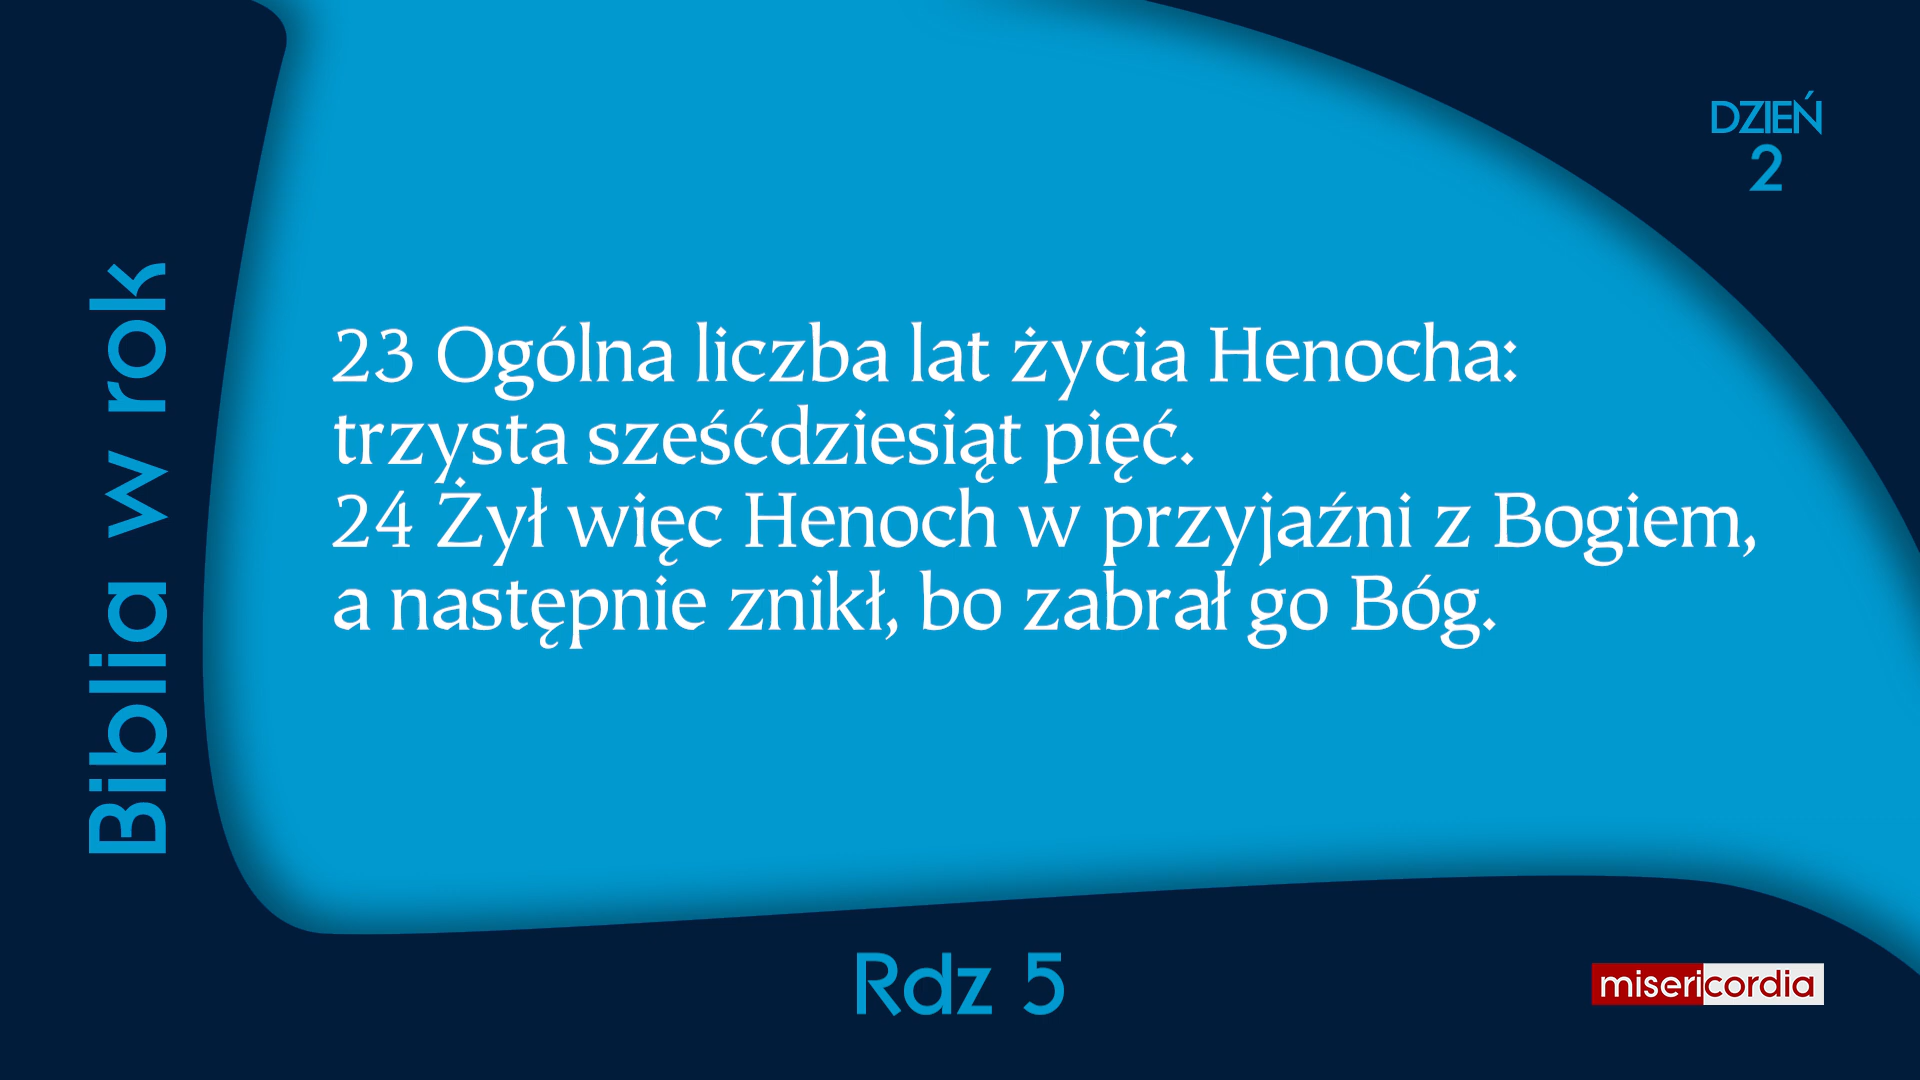 Biblia w rok
DZIEŃ
2
23 Ogólna liczba lat życia Henocha:
trzysta sześćdziesiąt pięć.
24 Żył więc Henoch w przyjaźni z Bogiem,
a następnie znikł, bo zabrał go Bóg.
Rdz 5
misericordia